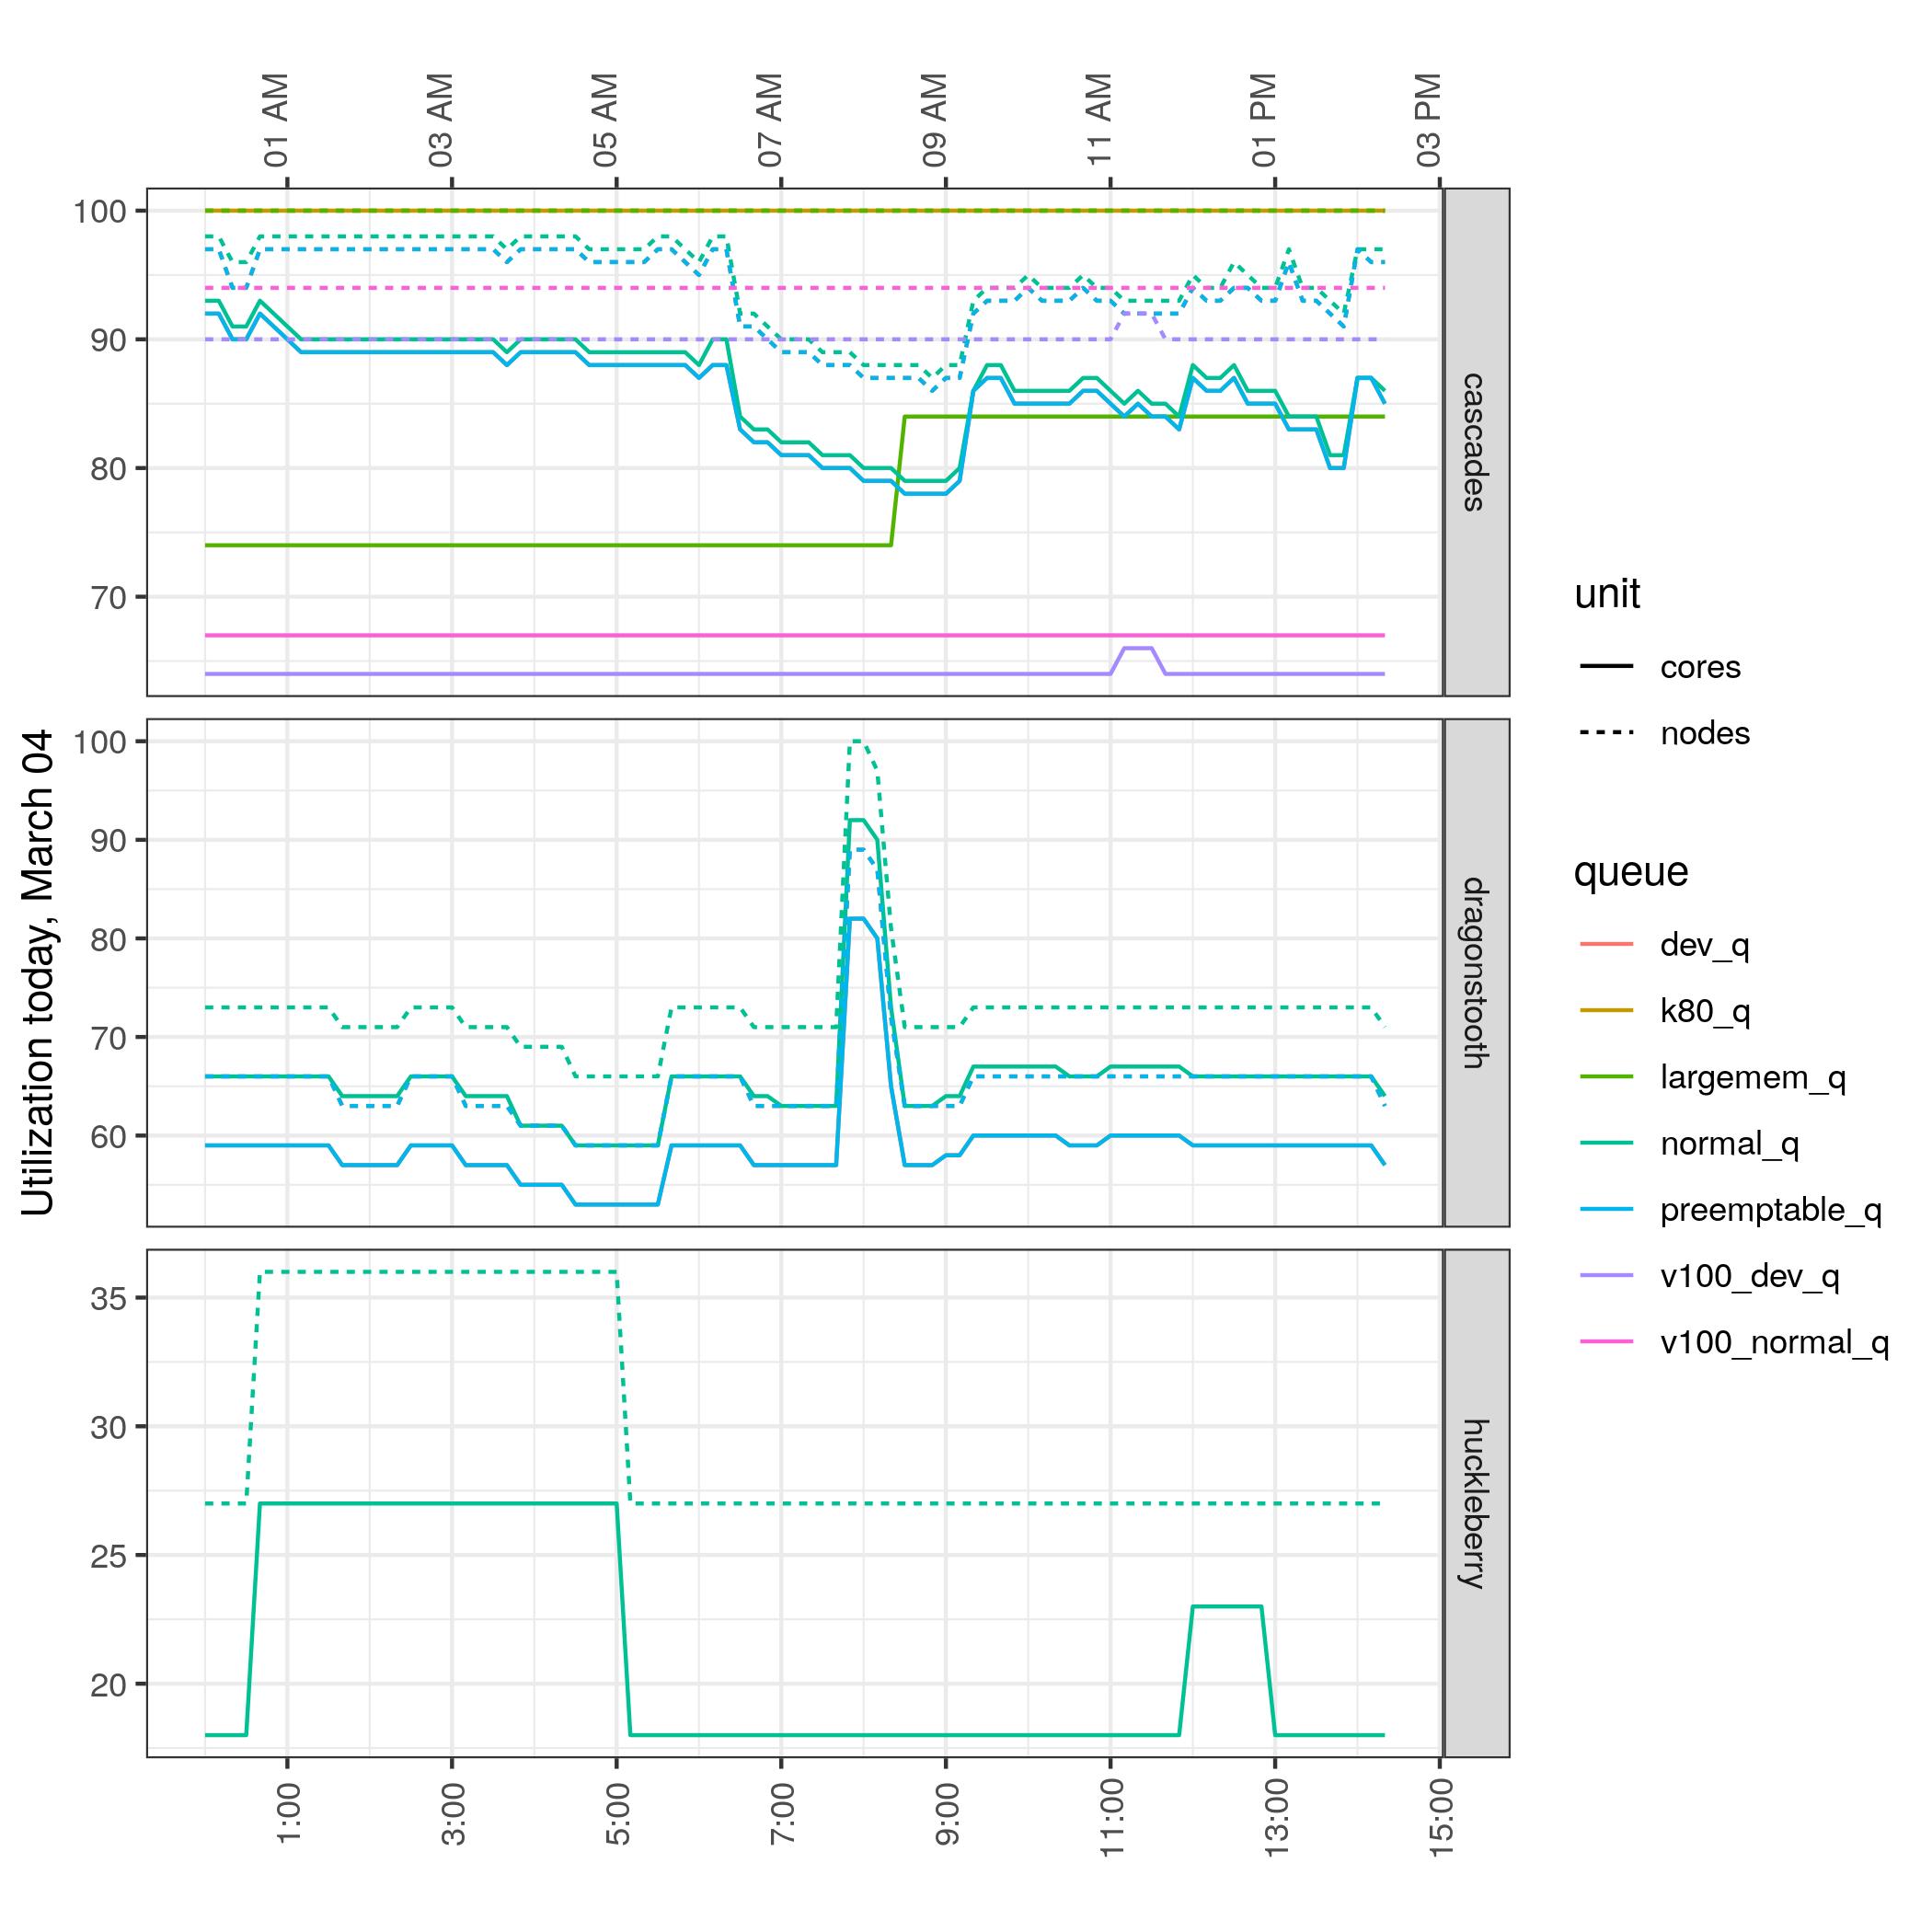 01 AM
03 AM
05 AM
07 AM
09 AM
11 AM
01 PM
03 PM
Utilization today, March 04
100
90
80
70
cascades
100
90
80
70
60
dragonstooth
35
30
25
20
huckleberry
1:00
3:00
5:00
7:00
9:00
11:00
13:00
15:00
unit
cores
nodes
queue
dev_q
k80_q
largemem_q
normal_q
preemptable_q
v100_dev_q
v100_normal_q